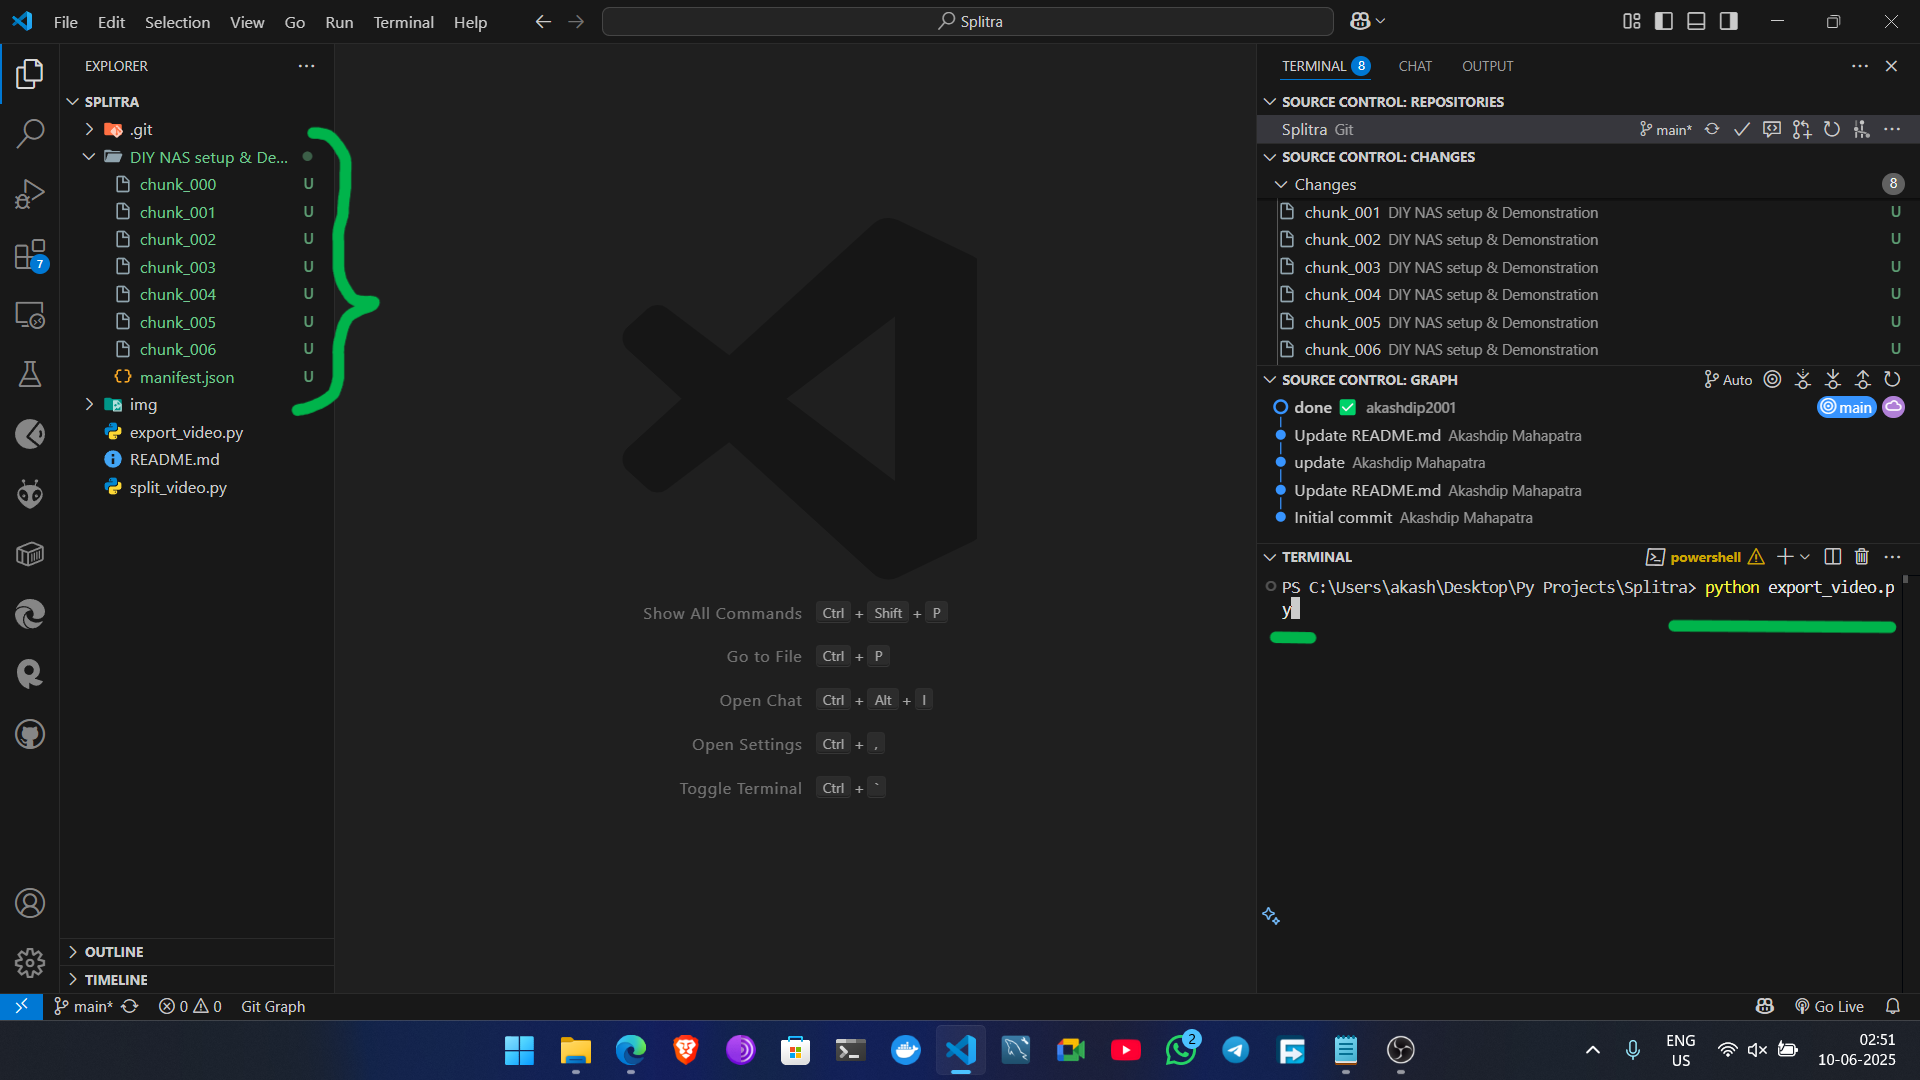 File Edit Selection View Go Run Terminal Help
Splitra
EXPLORER
SPLITRA
.git
DIY NAS setup & De...
chunk_000 U
chunk_001 U
chunk_002 U
chunk_003 U
chunk_004 U
chunk_005 U
chunk_006 U
manifest.json U
img
export_video.py
README.md
split_video.py
7
OUTLINE
TIMELINE
Show All Commands Ctrl + Shift + P
Go to File Ctrl + P
Open Chat Ctrl + Alt + I
Open Settings Ctrl + ,
Toggle Terminal Ctrl + `
TERMINAL 8 CHAT OUTPUT
SOURCE CONTROL: REPOSITORIES
Splitra Git main*
SOURCE CONTROL: CHANGES
Changes 8
chunk_001 DIY NAS setup & Demonstration U
chunk_002 DIY NAS setup & Demonstration U
chunk_003 DIY NAS setup & Demonstration U
chunk_004 DIY NAS setup & Demonstration U
chunk_005 DIY NAS setup & Demonstration U
chunk_006 DIY NAS setup & Demonstration U
SOURCE CONTROL: GRAPH Auto
done ✅ akashdip2001 main
Update README.md Akashdip Mahapatra
update Akashdip Mahapatra
Update README.md Akashdip Mahapatra
Initial commit Akashdip Mahapatra
TERMINAL powershell
PS C:\Users\akash\Desktop\Py Projects\Splitra> python export_video.p
y
main* 0 0 Git Graph Go Live
2
ENG
US
02:51
10-06-2025